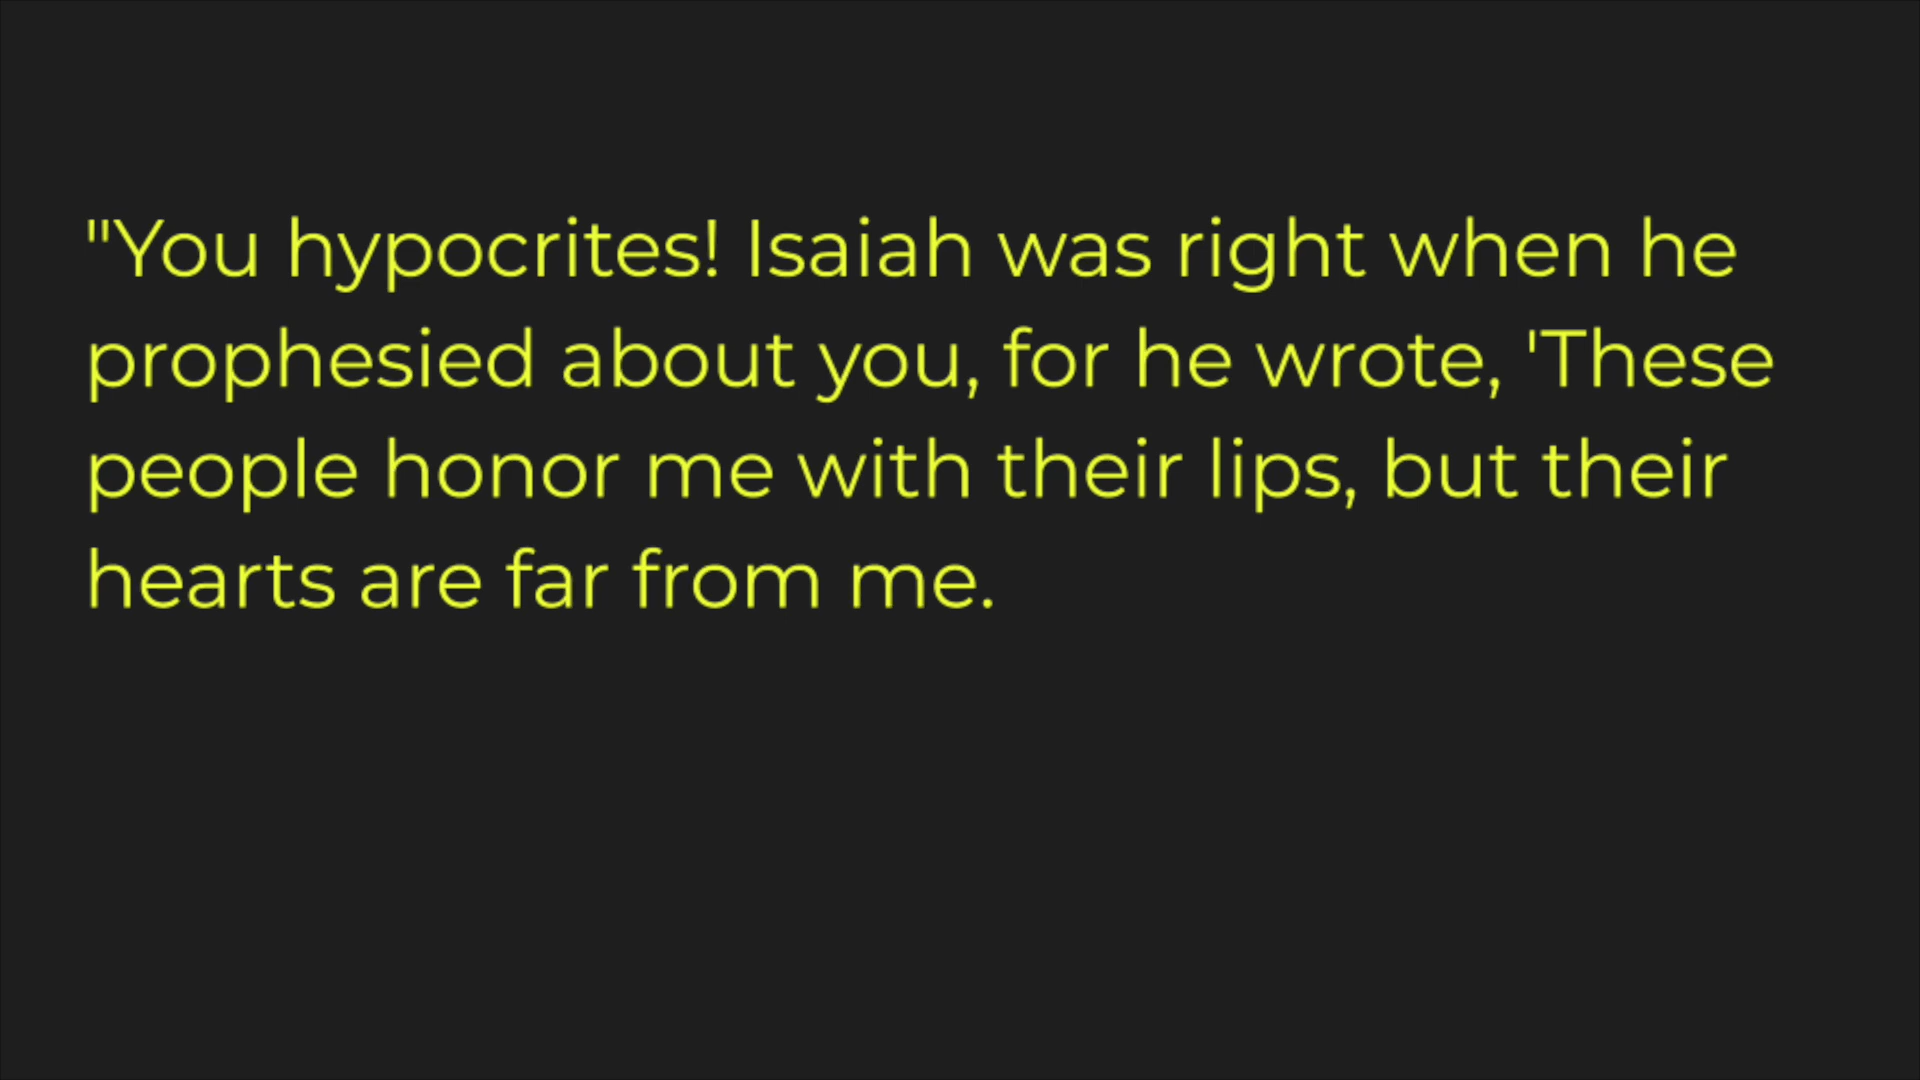 "You hypocrites! Isaiah was right when he
prophesied about you, for he wrote, 'These
people honor me with their lips, but their
hearts are far from me.